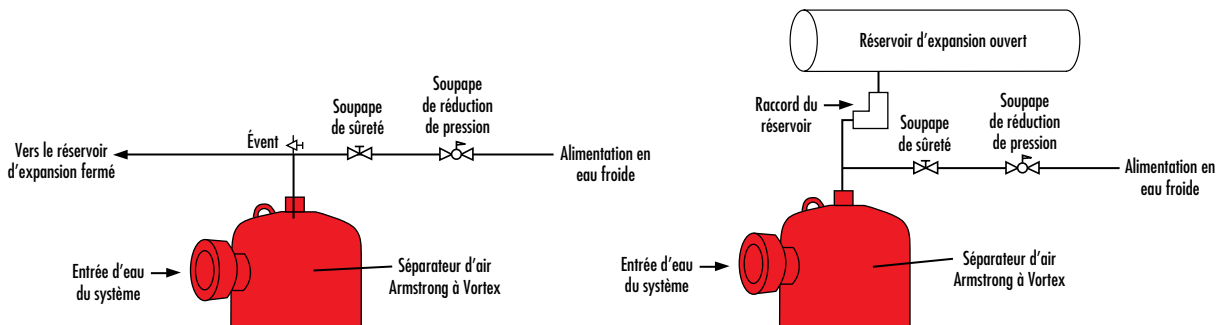 Vers le réservoir
d'expansion fermé
Évent
Soupape
de sûreté
Soupape
de réduction
de pression
Alimentation en
eau froide
Entrée d'eau
du système
Séparateur d'air
Armstrong à Vortex
Réservoir d'expansion ouvert
Raccord du
réservoir
Soupape
de sûreté
Soupape
de réduction
de pression
Alimentation en
eau froide
Entrée d'eau
du système
Séparateur d'air
Armstrong à Vortex